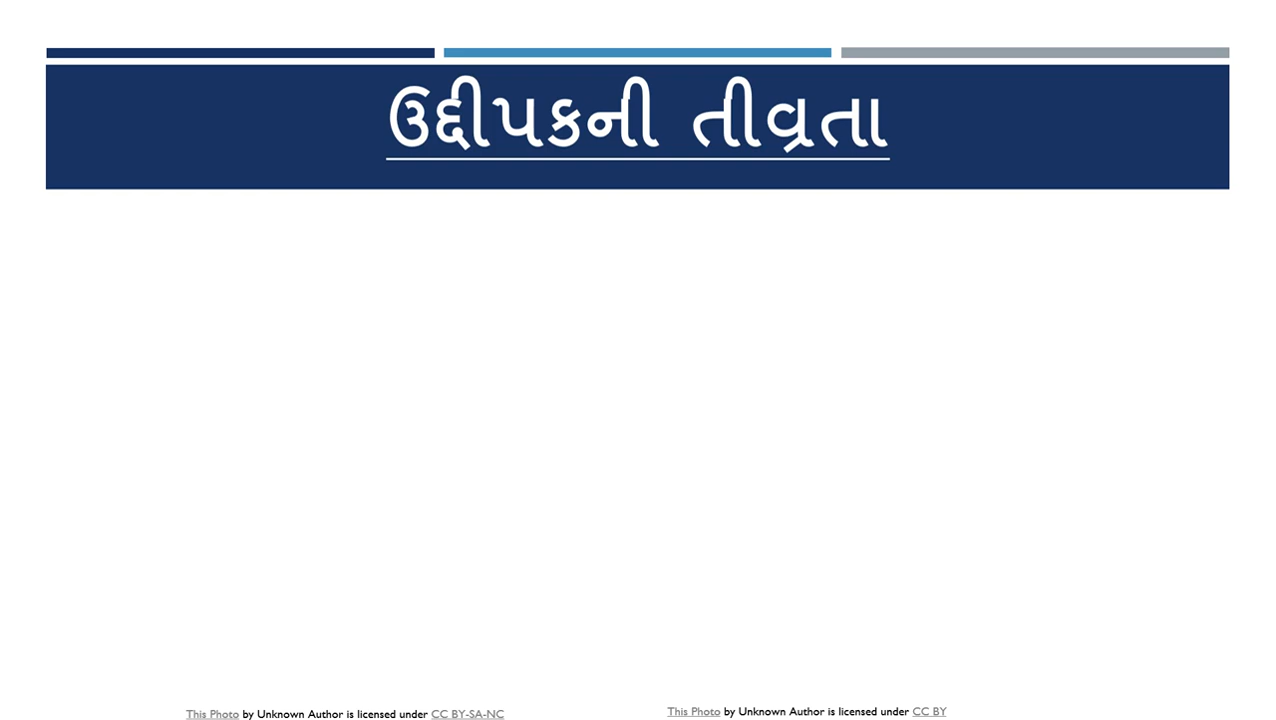 ઉદ્દીપકની તીવ્રતા
This Photo by Unknown Author is licensed under CC BY-SA-NC
This Photo by Unknown Author is licensed under CC BY